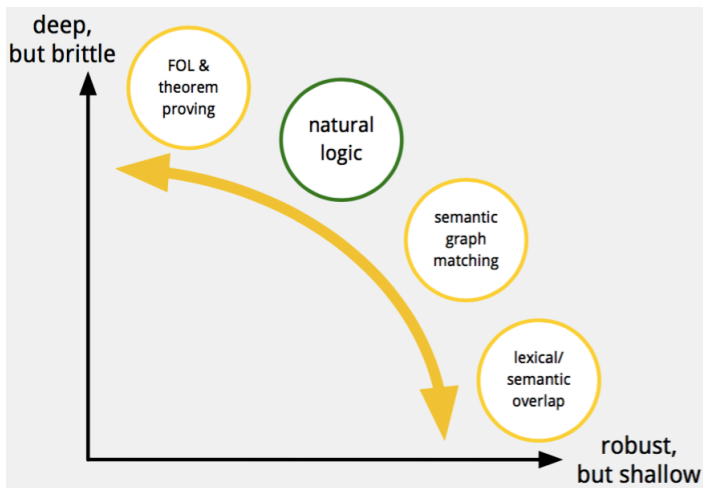 deep,
but brittle
FOL &
theorem
proving
natural
logic
semantic
graph
matching
lexical/
semantic
overlap
robust,
but shallow